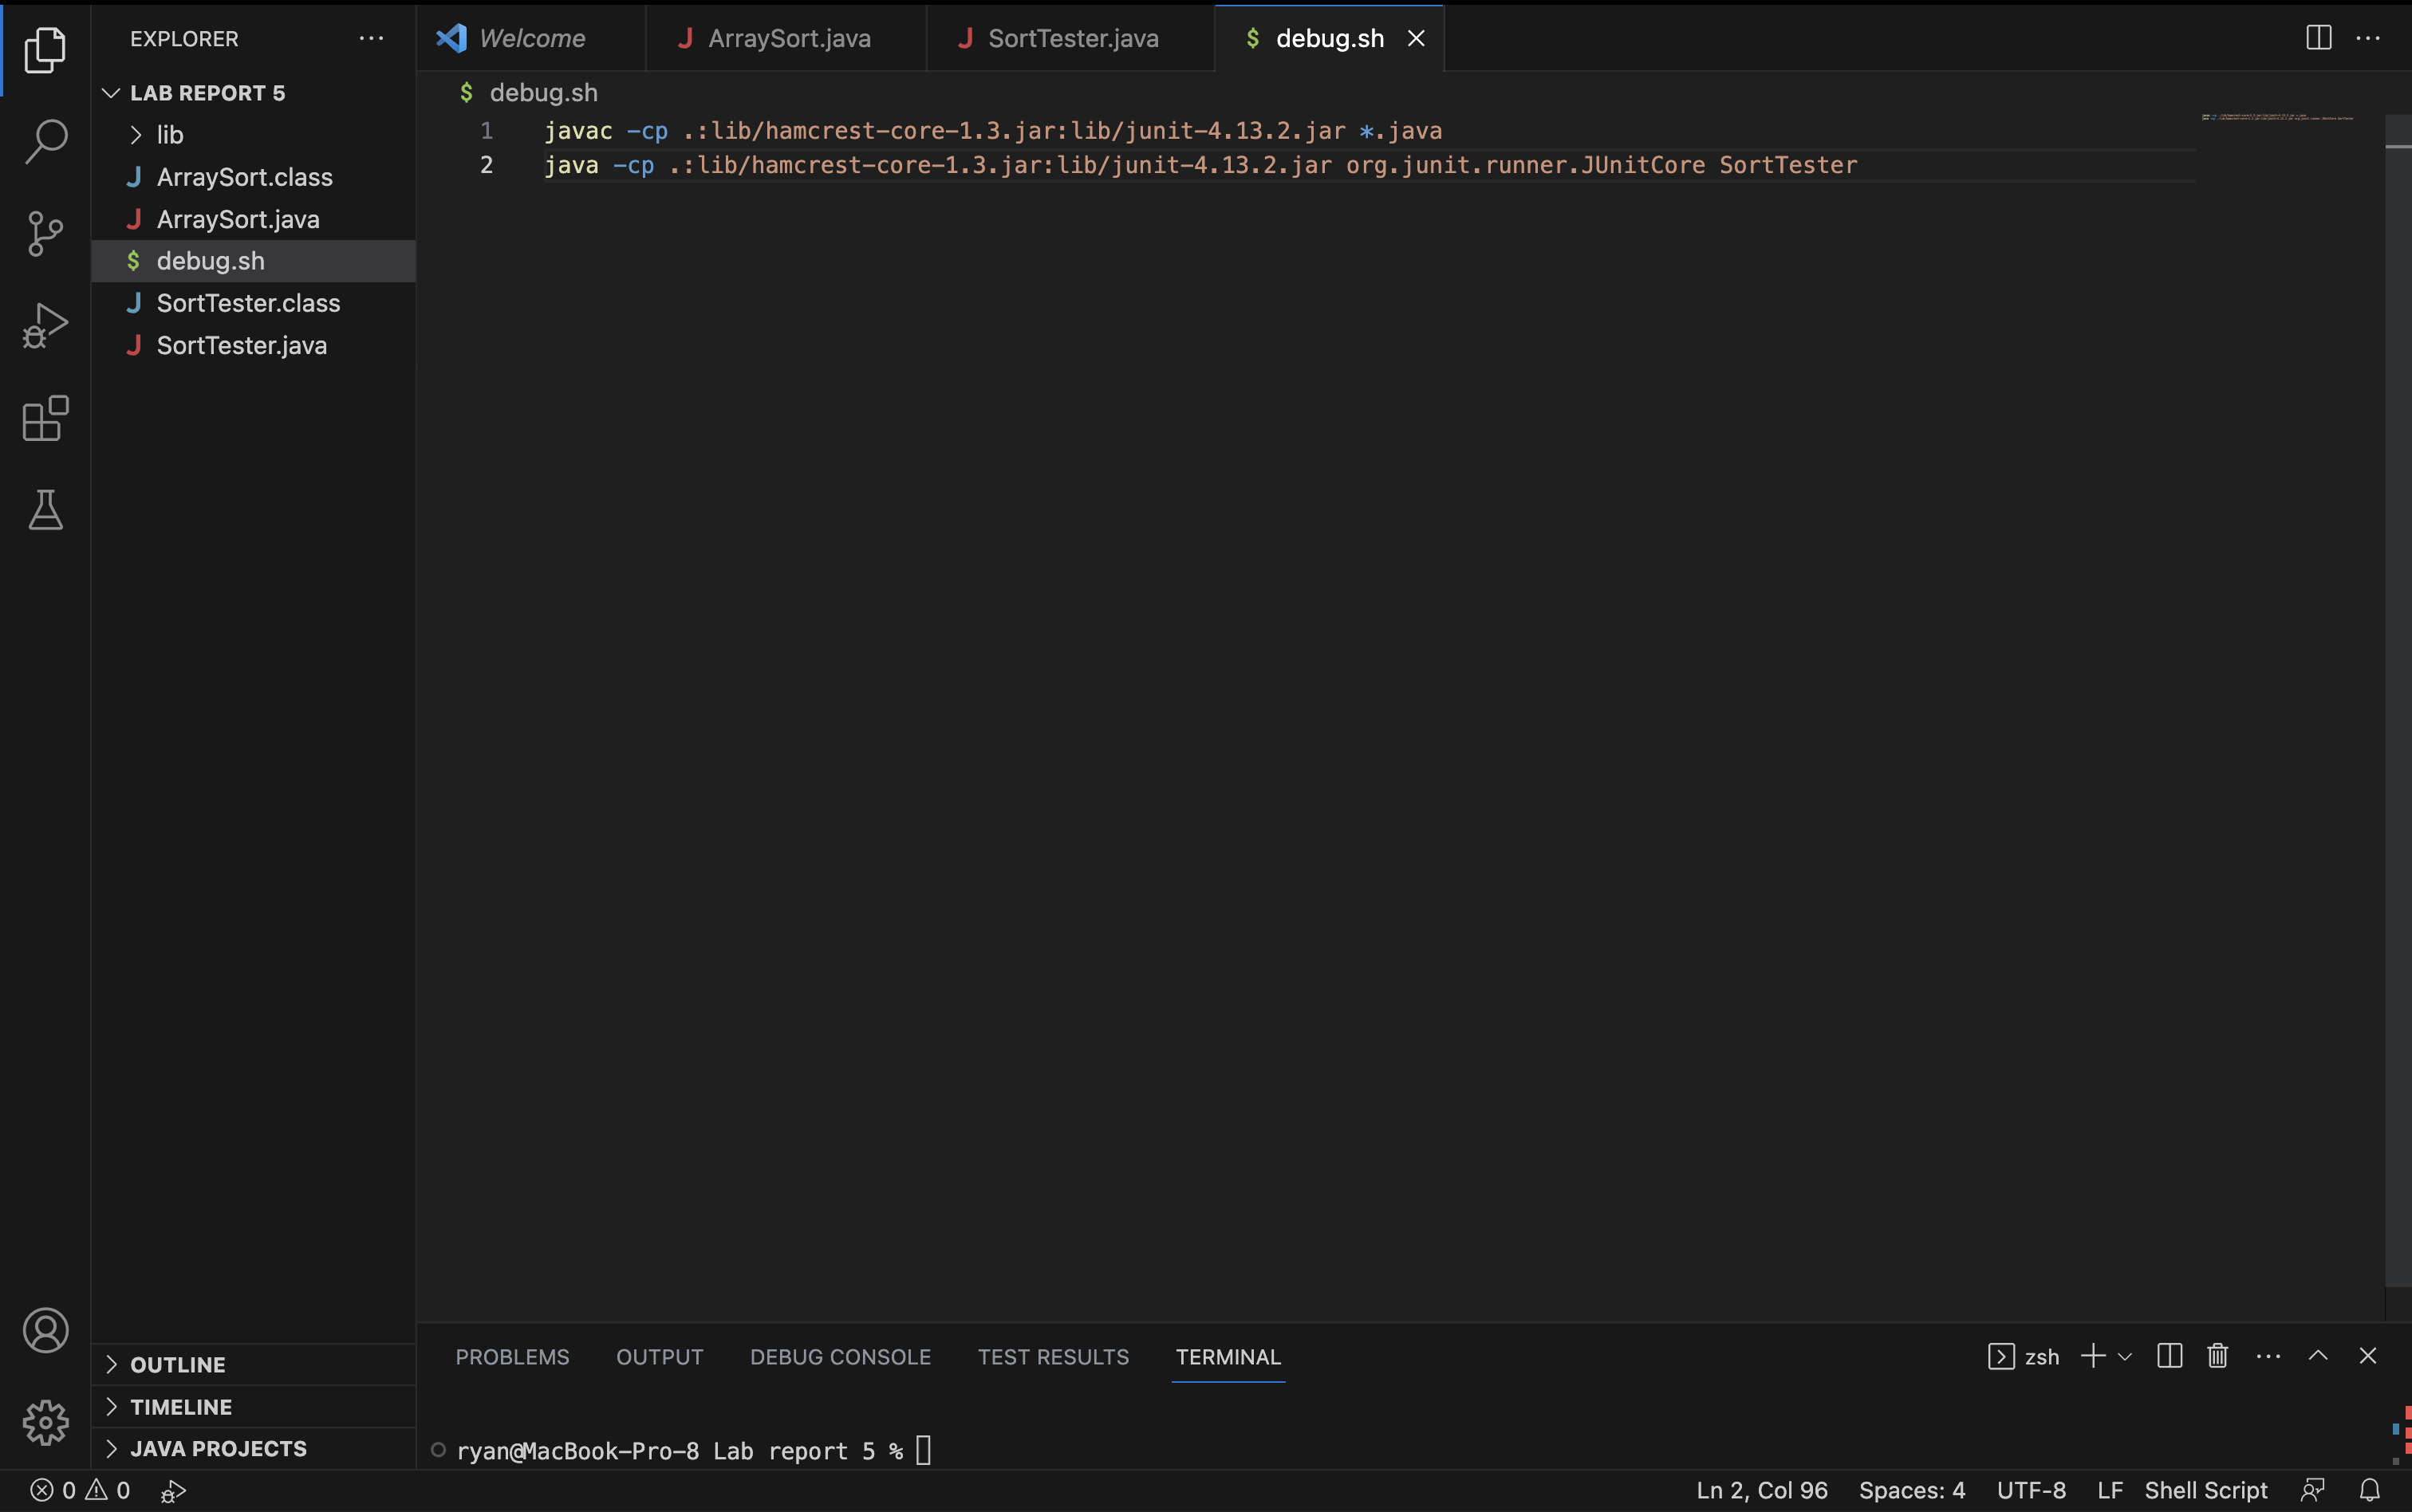 EXPLORER
LAB REPORT 5
lib
ArraySort.class
ArraySort.java
debug.sh
SortTester.class
SortTester.java
OUTLINE
TIMELINE
JAVA PROJECTS
Welcome
ArraySort.java
SortTester.java
debug.sh
debug.sh
1 javac -cp .:lib/hamcrest-core-1.3.jar:lib/junit-4.13.2.jar *.java
2 java -cp .:lib/hamcrest-core-1.3.jar:lib/junit-4.13.2.jar org.junit.runner.JUnitCore SortTester
PROBLEMS OUTPUT DEBUG CONSOLE TEST RESULTS TERMINAL
zsh
ryan@MacBook-Pro-8 Lab report 5 %
0 0
Ln 2, Col 96 Spaces: 4 UTF-8 LF Shell Script